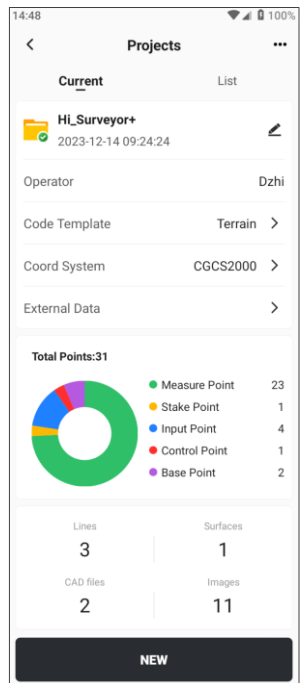 14:48 100%
Projects
Current List
Hi_Surveyor+
2023-12-14 09:24:24
Operator Dzhi
Code Template Terrain
Coord System CGCS2000
External Data
Total Points:31
Measure Point 23
Stake Point 1
Input Point 4
Control Point 1
Base Point 2
Lines Surfaces
3 1
CAD files Images
2 11
NEW